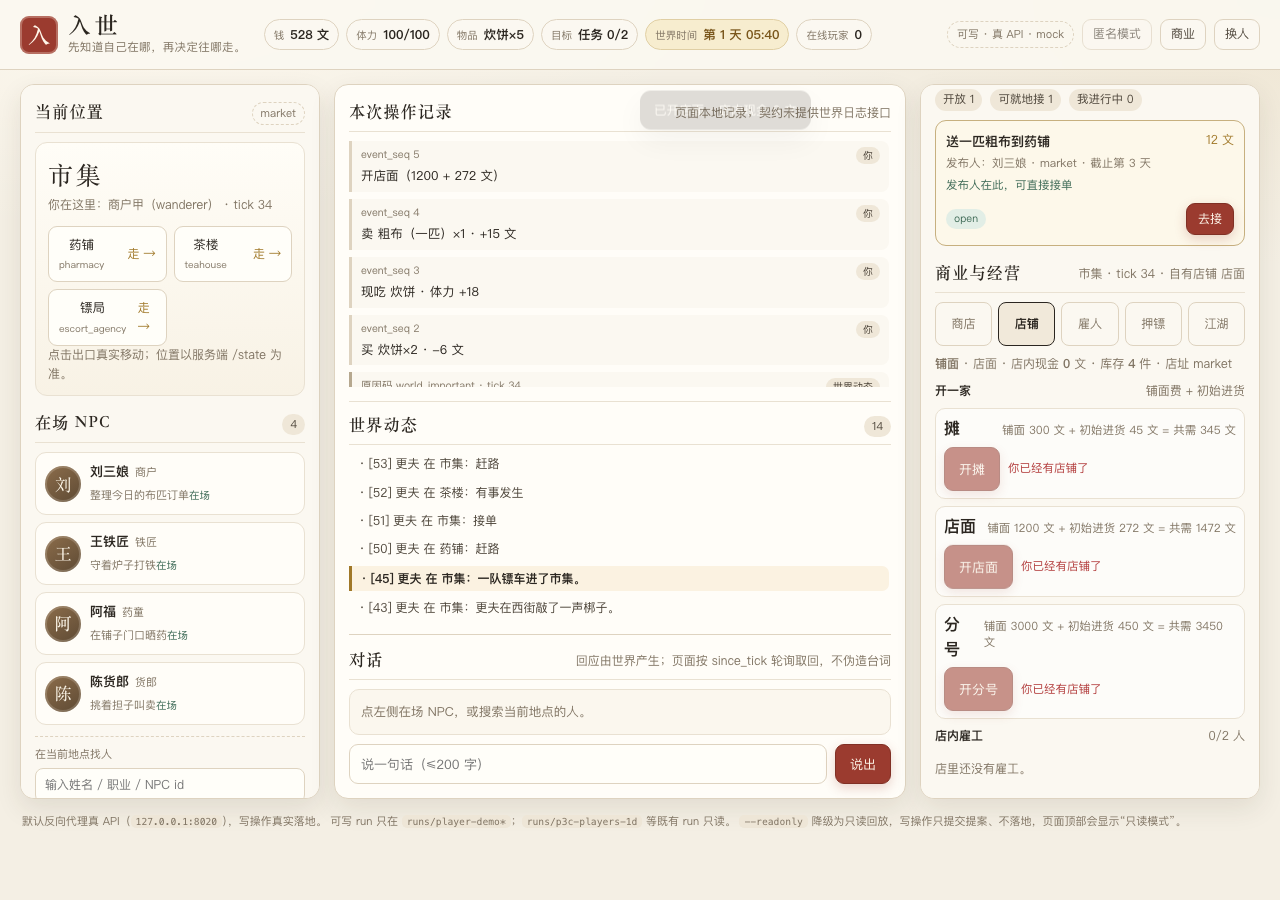 入
入世
先知道自己在哪，再决定往哪走。
钱 528 文
体力 100/100
物品 炊饼×5
目标 任务 0/2
世界时间 第 1 天 05:40
在线玩家 0
可写 · 真 API · mock
匿名模式
商业
换人
当前位置
market
市集
你在这里：商户甲（wanderer） · tick 34
药铺
pharmacy
走 →
茶楼
teahouse
走 →
镖局
escort_agency
走 →
点击出口真实移动；位置以服务端 /state 为准。
在场 NPC
4
刘
刘三娘 商户
整理今日的布匹订单在场
王
王铁匠 铁匠
守着炉子打铁在场
阿
阿福 药童
在铺子门口晒药在场
陈
陈货郎 货郎
挑着担子叫卖在场
在当前地点找人
输入姓名 / 职业 / NPC id
本次操作记录
页面本地记录；契约未提供世界日志接口
event_seq 5
你
开店面（1200 + 272 文）
event_seq 4
你
卖 粗布（一匹）×1 · +15 文
event_seq 3
你
现吃 炊饼 · 体力 +18
event_seq 2
你
买 炊饼×2 · −6 文
原因码 world_important · tick 34
世界动态
世界动态
14
· [53] 更夫 在 市集：赶路
· [52] 更夫 在 茶楼：有事发生
· [51] 更夫 在 市集：接单
· [50] 更夫 在 药铺：赶路
· [45] 更夫 在 市集：一队镖车进了市集。
· [43] 更夫 在 市集：更夫在西街敲了一声梆子。
对话
回应由世界产生；页面按 since_tick 轮询取回，不伪造台词
点左侧在场 NPC，或搜索当前地点的人。
说一句话（≤200 字）
说出
开放 1
可就地接 1
我进行中 0
送一匹粗布到药铺
12 文
发布人：刘三娘 · market · 截止第 3 天
发布人在此，可直接接单
open
去接
商业与经营
市集 · tick 34 · 自有店铺 店面
商店
店铺
雇人
押镖
江湖
铺面 · 店面 · 店内现金 0 文 · 库存 4 件 · 店址 market
开一家
铺面费 + 初始进货
摊
铺面 300 文 + 初始进货 45 文 = 共需 345 文
开摊
你已经有店铺了
店面
铺面 1200 文 + 初始进货 272 文 = 共需 1472 文
开店面
你已经有店铺了
分号
铺面 3000 文 + 初始进货 450 文 = 共需 3450 文
开分号
你已经有店铺了
店内雇工
0/2 人
店里还没有雇工。
默认反向代理真 API（ 127.0.0.1:8020 ），写操作真实落地。 可写 run 只在 runs/player-demo* ； runs/p3c-players-1d 等既有 run 只读。 --readonly 降级为只读回放，写操作只提交提案、不落地，页面顶部会显示“只读模式”。